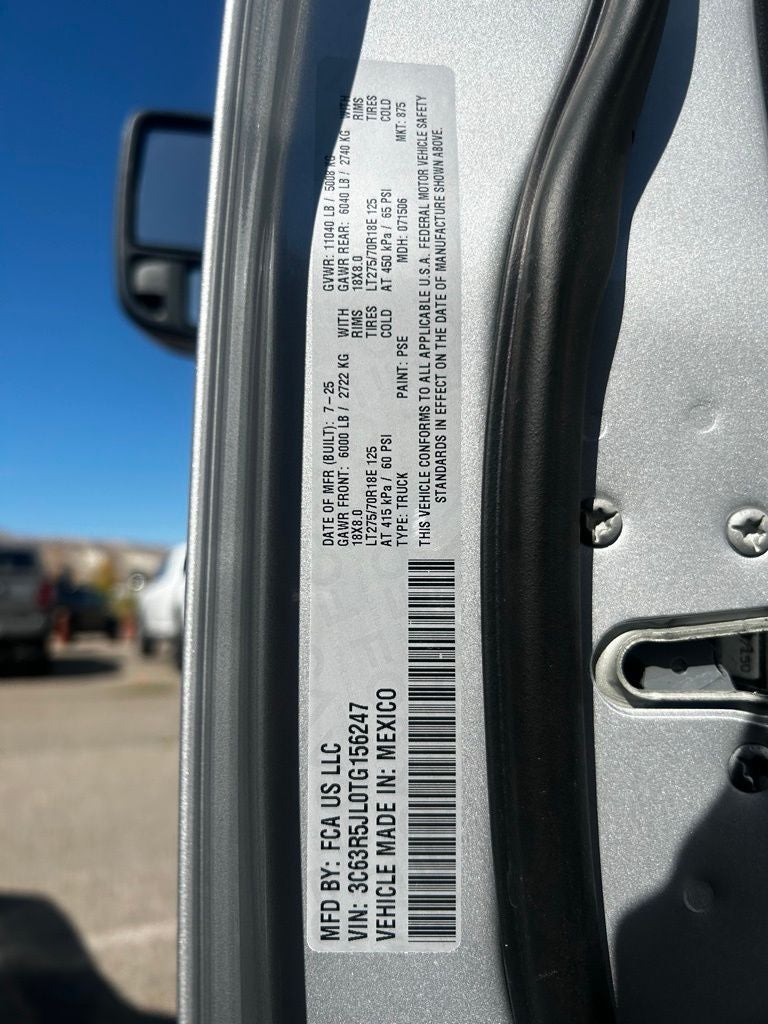 MFD BY: FCA US LLC
VIN: 3C63R5JL0TG156247
VEHICLE MADE IN: MEXICO
DATE OF MFR (BUILT): 7-25 GVWR: 11040 LB / 5008 KG
GAWR FRONT: 6000 LB / 2722 KG WITH GAWR REAR: 6040 LB / 2740 KG WITH
18X8.0 RIMS 18X8.0 RIMS
LT275/70R18E 125 TIRES LT275/70R18E 125 TIRES
AT 415 kPa / 60 PSI COLD AT 450 kPa / 65 PSI COLD
TYPE: TRUCK PAINT: PSE MDH: 071506 MKT: 875
THIS VEHICLE CONFORMS TO ALL APPLICABLE U.S.A. FEDERAL MOTOR VEHICLE SAFETY
STANDARDS IN EFFECT ON THE DATE OF MANUFACTURE SHOWN ABOVE.